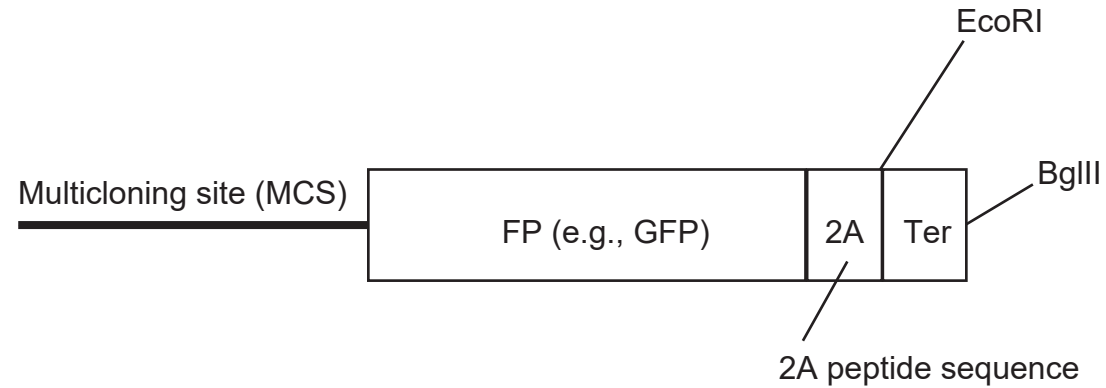 EcoRI
BglII
Multicloning site (MCS)
FP (e.g., GFP)
2A
Ter
2A peptide sequence